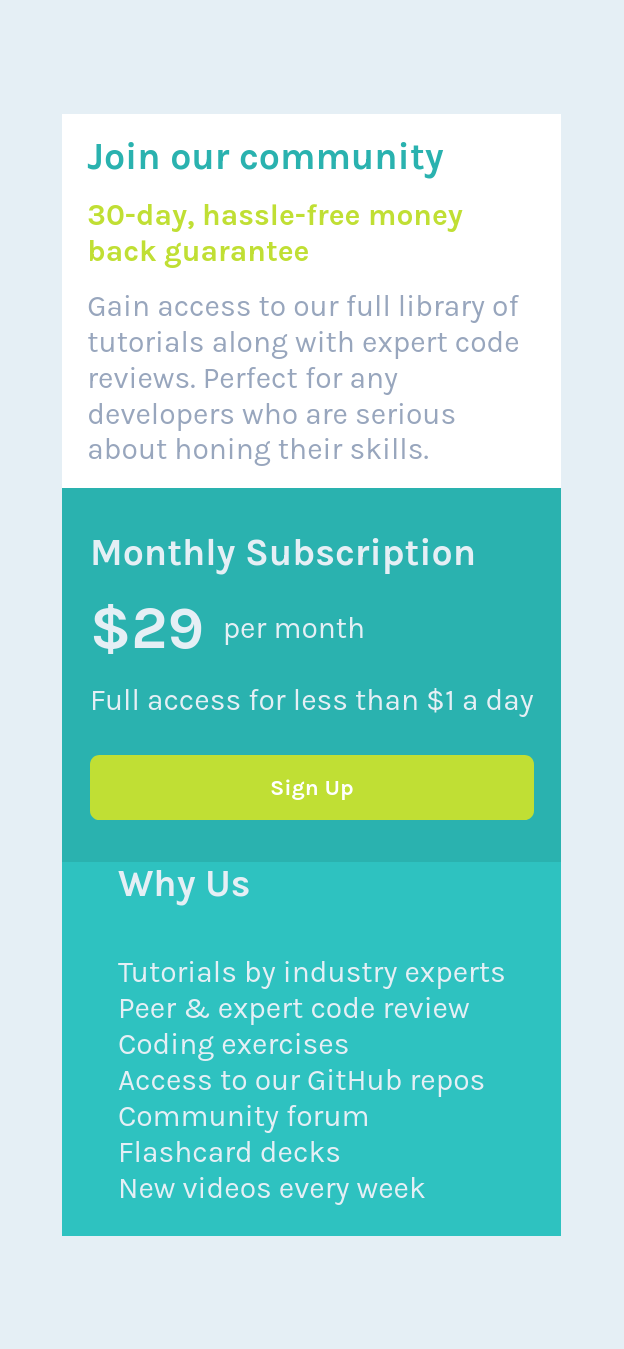 Join our community
30-day, hassle-free money
back guarantee
Gain access to our full library of
tutorials along with expert code
reviews. Perfect for any
developers who are serious
about honing their skills.
Monthly Subscription
$29 per month
Full access for less than $1 a day
Sign Up
Why Us
Tutorials by industry experts
Peer & expert code review
Coding exercises
Access to our GitHub repos
Community forum
Flashcard decks
New videos every week